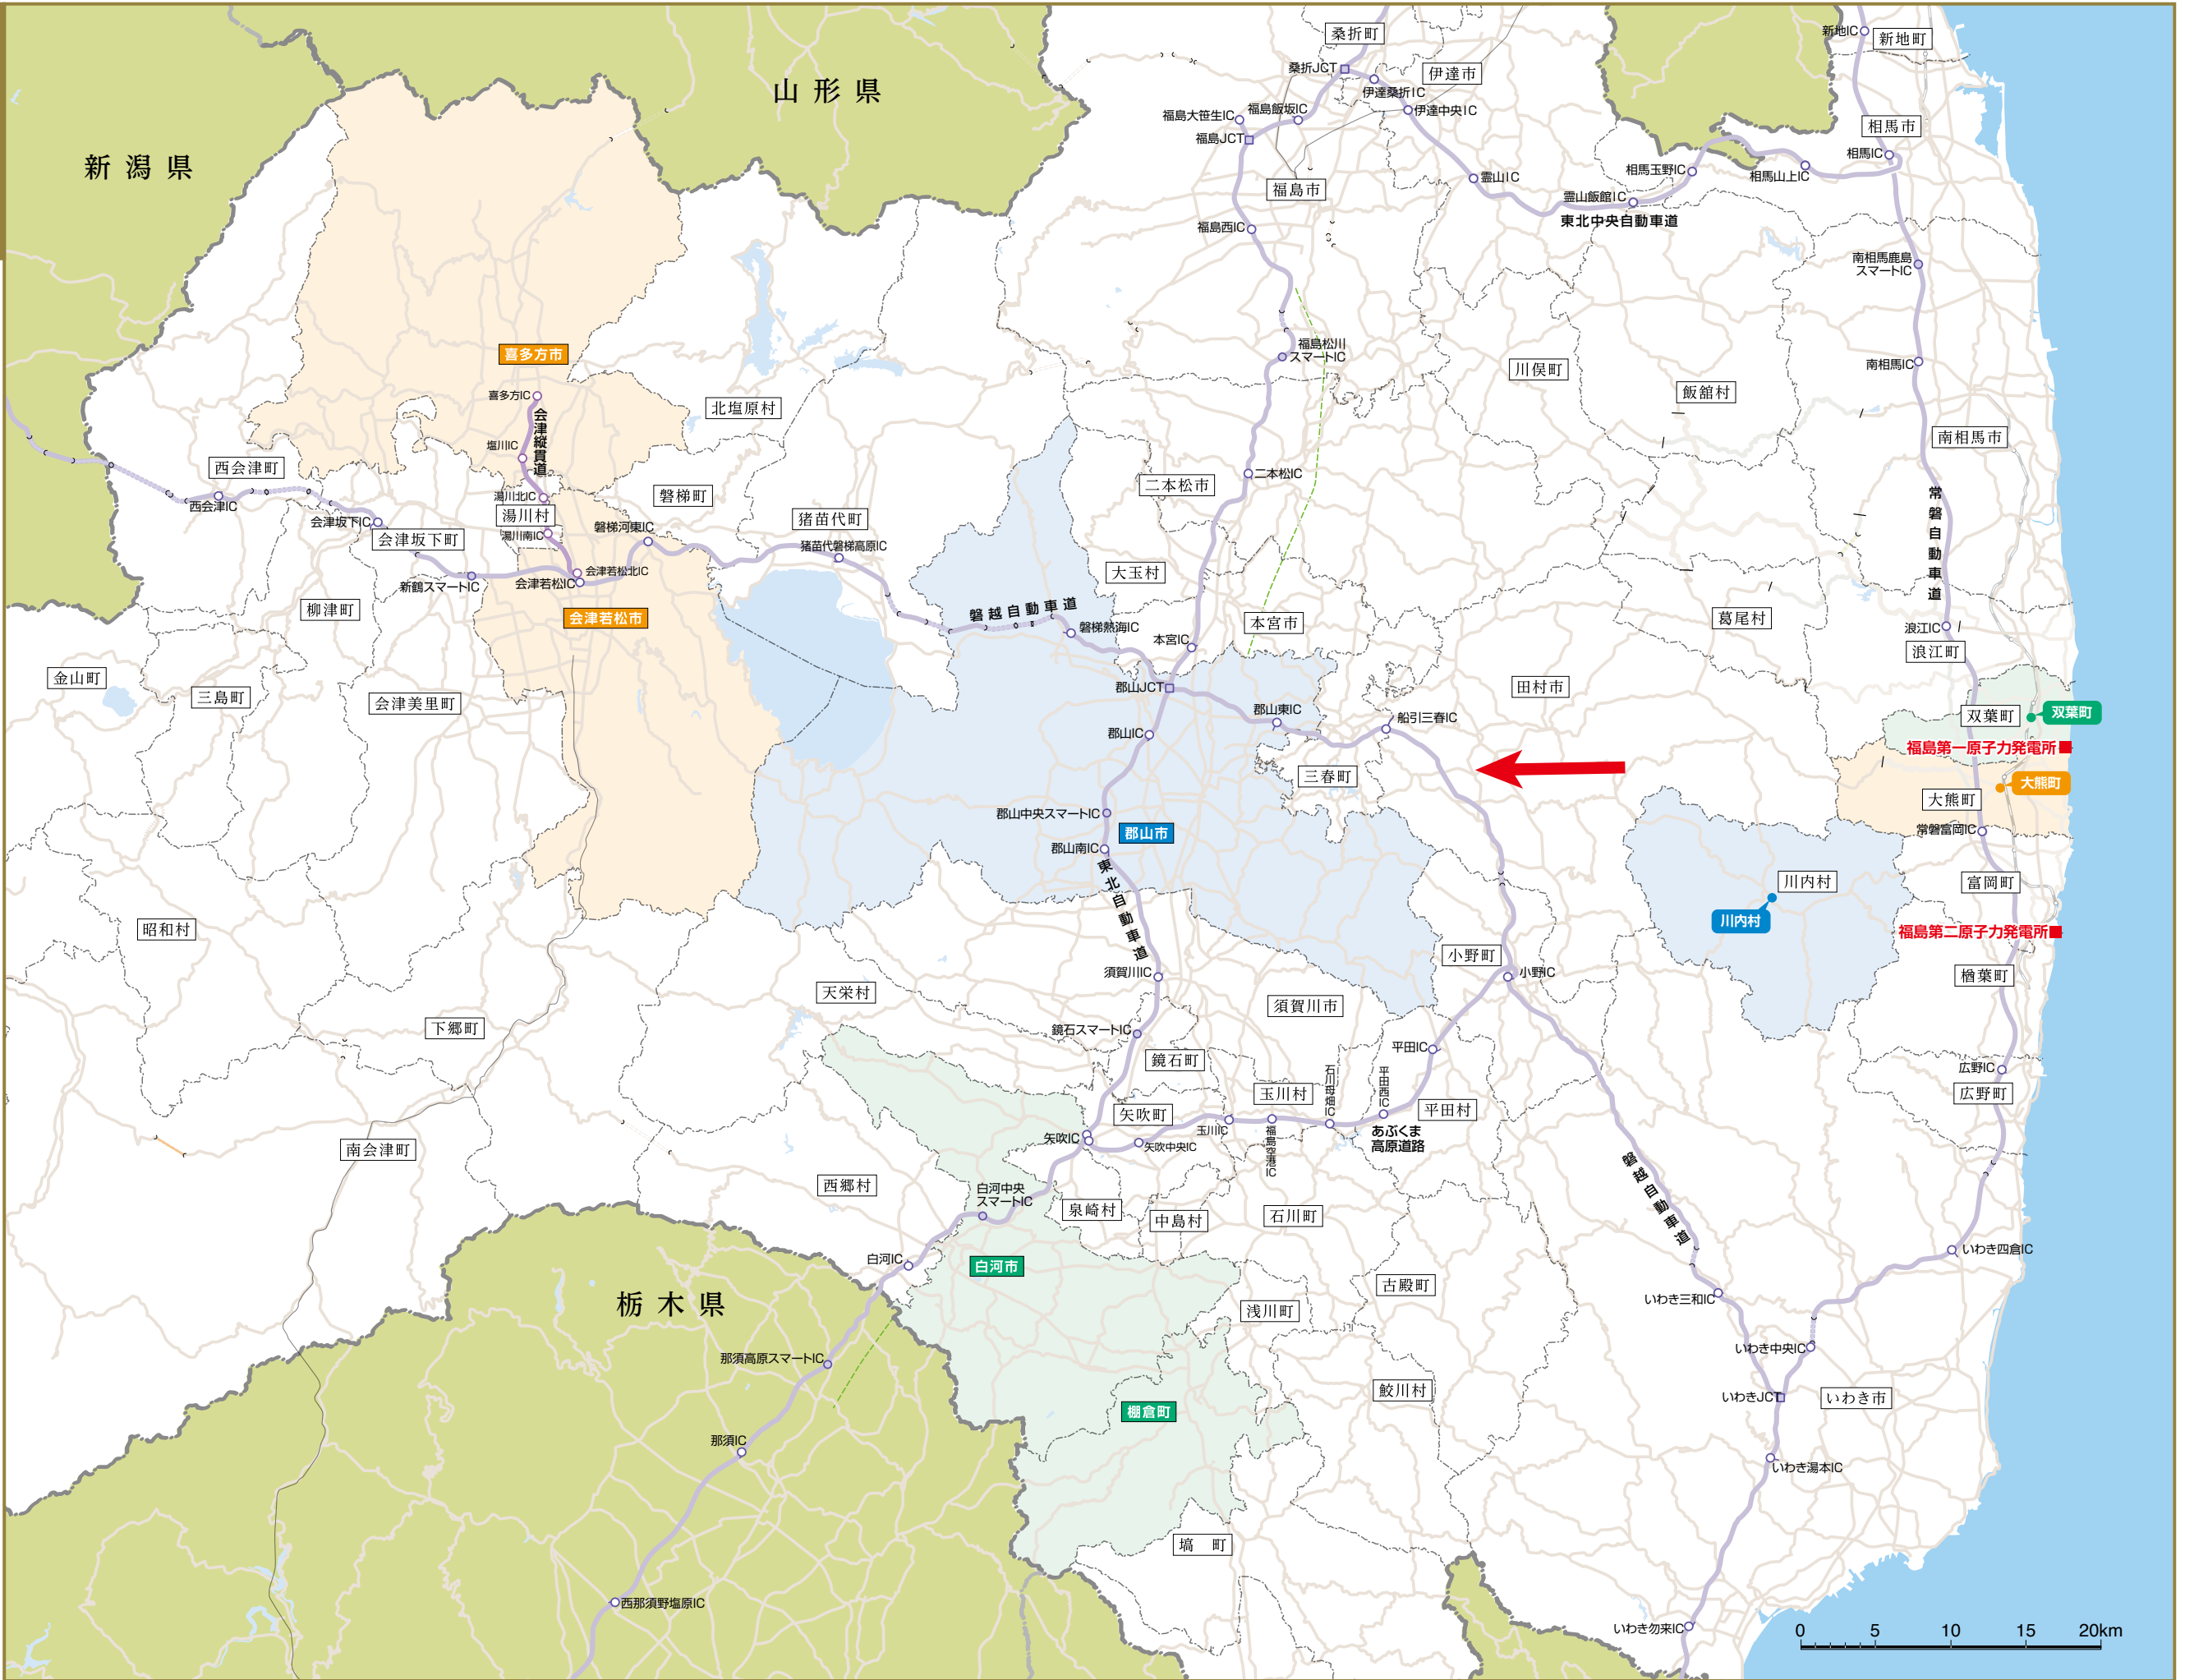 桑折町
新地IC
新地町
桑折JCT
伊達市
山形県
伊達桑折IC
福島大笹生IC
福島飯坂IC
伊達中央IC
福島JCT
相馬市
新潟県
相馬IC
相馬玉野IC
相馬山上IC
霊山IC
福島市
霊山飯館IC
東北中央自動車道
福島西IC
南相馬鹿島
スマートIC
福島松川
スマートIC
喜多方市
川俣町
南相馬IC
飯舘村
喜多方IC
北塩原村
会津縦貫道
南相馬市
塩川IC
西会津町
二本松IC
二本松市
磐梯町
湯川北IC
西会津IC
湯川村
猪苗代町
会津坂下IC
磐梯河東IC
会津坂下町
湯川南IC
猪苗代磐梯高原IC
常磐自動車道
大玉村
会津若松北IC
会津若松IC
新鶴スマートIC
柳津町
会津若松市
磐越自動車道
磐梯熱海IC
本宮市
葛尾村
浪江IC
本宮IC
浪江町
金山町
三島町
会津美里町
郡山JCT
田村市
郡山東IC
船引三春IC
双葉町
双葉町
郡山IC
福島第一原子力発電所
三春町
大熊町
大熊町
郡山中央スマートIC
郡山市
常磐富岡IC
郡山南IC
東北自動車道
川内村
富岡町
川内村
昭和村
福島第二原子力発電所
小野町
小野IC
須賀川IC
楢葉町
天栄村
須賀川市
下郷町
鏡石スマートIC
平田IC
鏡石町
広野IC
石川母畑IC
平田西IC
玉川村
広野町
矢吹町
平田村
玉川IC
矢吹IC
矢吹中央IC
福島空港IC
あぶくま
高原道路
南会津町
西郷村
白河中央
スマートIC
磐越自動車道
泉崎村
中島村
石川町
白河IC
白河市
いわき四倉IC
古殿町
栃木県
浅川町
いわき三和IC
いわき中央IC
那須高原スマートIC
鮫川村
いわきJCT
いわき市
棚倉町
那須IC
いわき湯本IC
塙　町
西那須野塩原IC
いわき勿来IC
0 5 10 15 20km